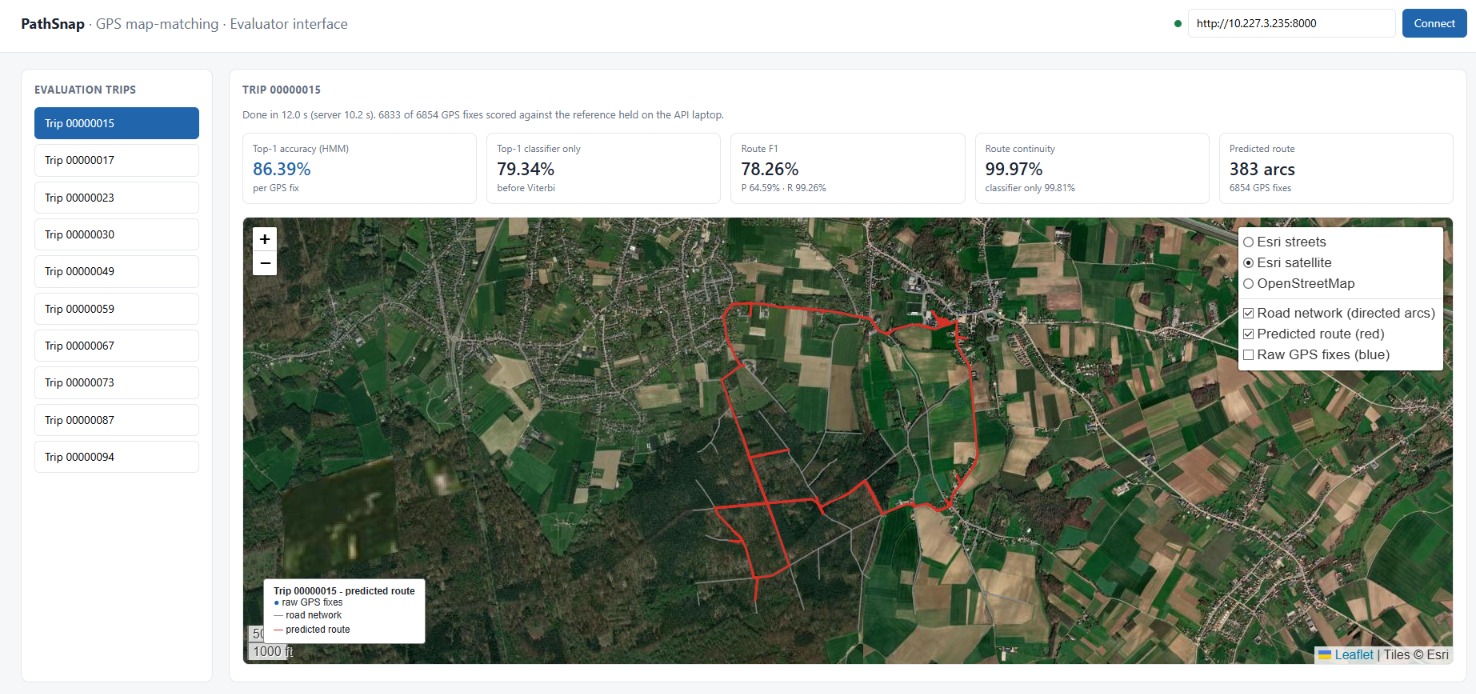 PathSnap · GPS map-matching · Evaluator interface
http://10.227.3.235:8000
Connect
EVALUATION TRIPS
Trip 00000015
Trip 00000017
Trip 00000023
Trip 00000030
Trip 00000049
Trip 00000059
Trip 00000067
Trip 00000073
Trip 00000087
Trip 00000094
TRIP 00000015
Done in 12.0 s (server 10.2 s). 6833 of 6854 GPS fixes scored against the reference held on the API laptop.
Top-1 accuracy (HMM)
86.39%
per GPS fix
Top-1 classifier only
79.34%
before Viterbi
Route F1
78.26%
P 64.59% · R 99.26%
Route continuity
99.97%
classifier only 99.81%
Predicted route
383 arcs
6854 GPS fixes
+
−
Esri streets
Esri satellite
OpenStreetMap
Road network (directed arcs)
Predicted route (red)
Raw GPS fixes (blue)
Trip 00000015 - predicted route
raw GPS fixes
road network
predicted route
1000 ft
Leaflet | Tiles © Esri